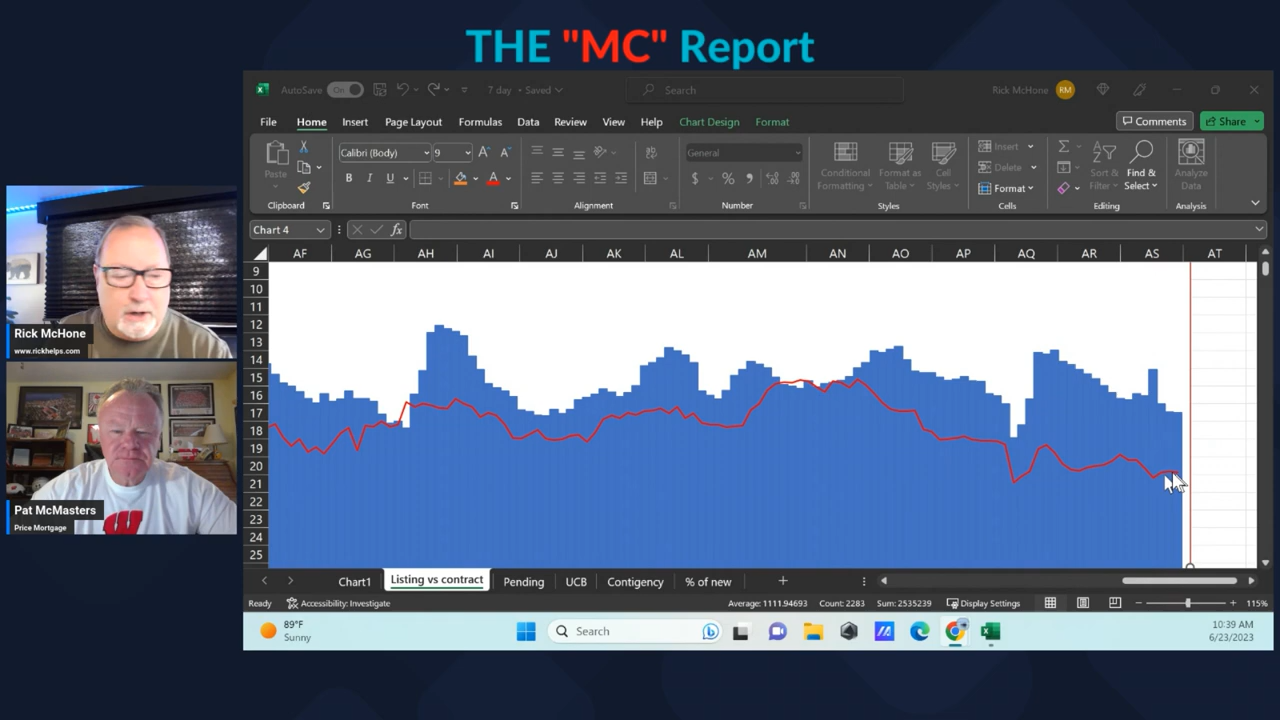 THE "MC" Report
AutoSave On 7 day • Saved Search Rick McHone RM
File Home Insert Page Layout Formulas Data Review View Help Chart Design Format Comments Share
Paste Calibri (Body) 9 A A General Conditional Formatting Format as Table Cell Styles Insert Delete Format Sort & Filter Find & Select Analyze Data
B I U A $ % 9
Clipboard Font Alignment Number Styles Cells Editing Analysis
Chart 4 fx
AF AG AH AI AJ AK AL AM AN AO AP AQ AR AS AT
9
10
11
12
13
14
15
16
17
18
19
20
21
22
23
24
25
Rick McHone
www.rickhelps.com
Pat McMasters
Price Mortgage
W
Chart1 Listing vs contract Pending UCB Contigency % of new
Ready Accessibility: Investigate Average: 1111.94693 Count: 2283 Sum: 2535239 Display Settings 115%
89°F
Sunny
Search
10:39 AM
6/23/2023